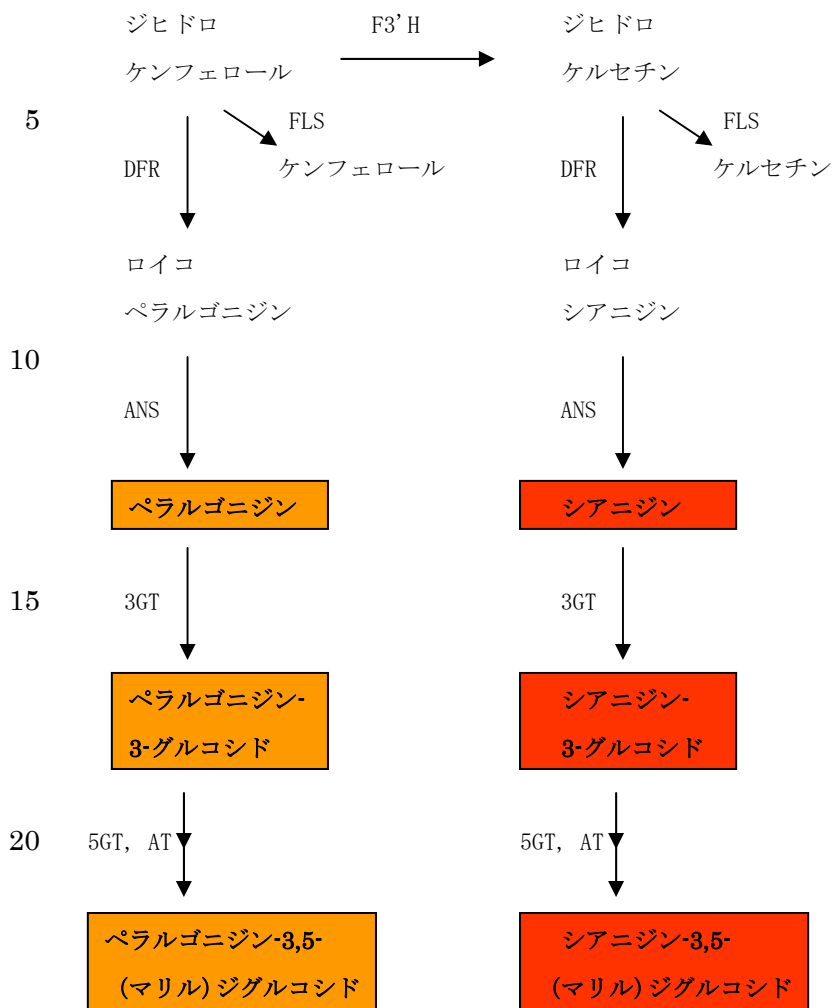 ジヒドロ F3'H ジヒドロ
ケンフェロール ケルセチン
5 FLS FLS
DFR ケンフェロール DFR ケルセチン
ロイコ ロイコ
ペラルゴニジン シアニジン
10
ANS ANS
ペラルゴニジン シアニジン
15 3GT 3GT
ペラルゴニジン- シアニジン-
3-グルコシド 3-グルコシド
20 5GT, AT 5GT, AT
ペラルゴニジン-3,5- シアニジン-3,5-
(マリル)ジグルコシド (マリル)ジグルコシド